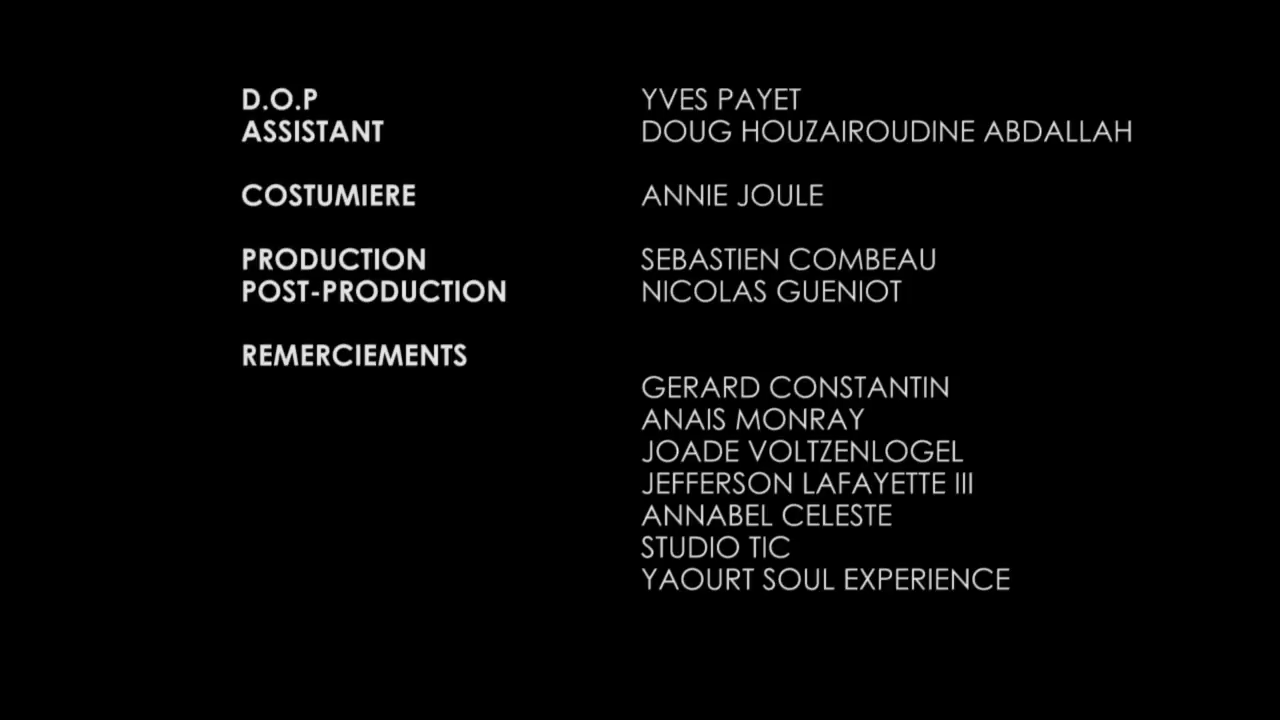 D.O.P YVES PAYET
ASSISTANT DOUG HOUZAIROUDINE ABDALLAH
COSTUMIERE ANNIE JOULE
PRODUCTION SEBASTIEN COMBEAU
POST-PRODUCTION NICOLAS GUENIOT
REMERCIEMENTS
GERARD CONSTANTIN
ANAIS MONRAY
JOADE VOLTZENLOGEL
JEFFERSON LAFAYETTE III
ANNABEL CELESTE
STUDIO TIC
YAOURT SOUL EXPERIENCE